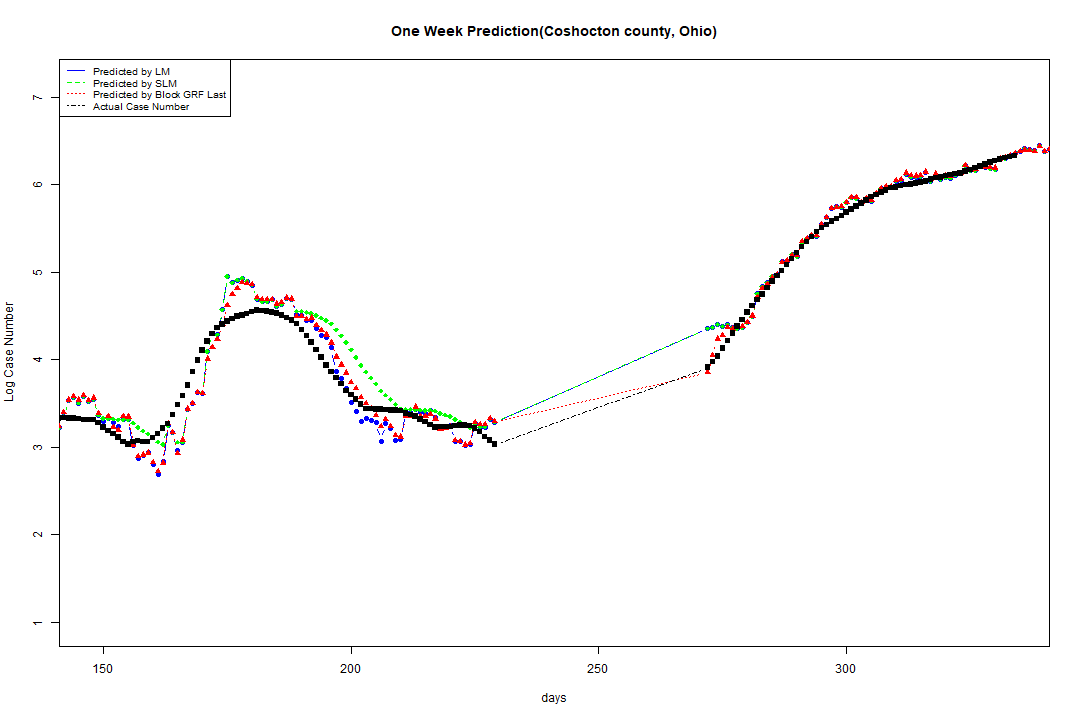 One Week Prediction(Coshocton county, Ohio)
Predicted by LM
Predicted by SLM
Predicted by Block GRF Last
Actual Case Number
7
6
5
4
3
2
1
Log Case Number
150 200 250 300
days